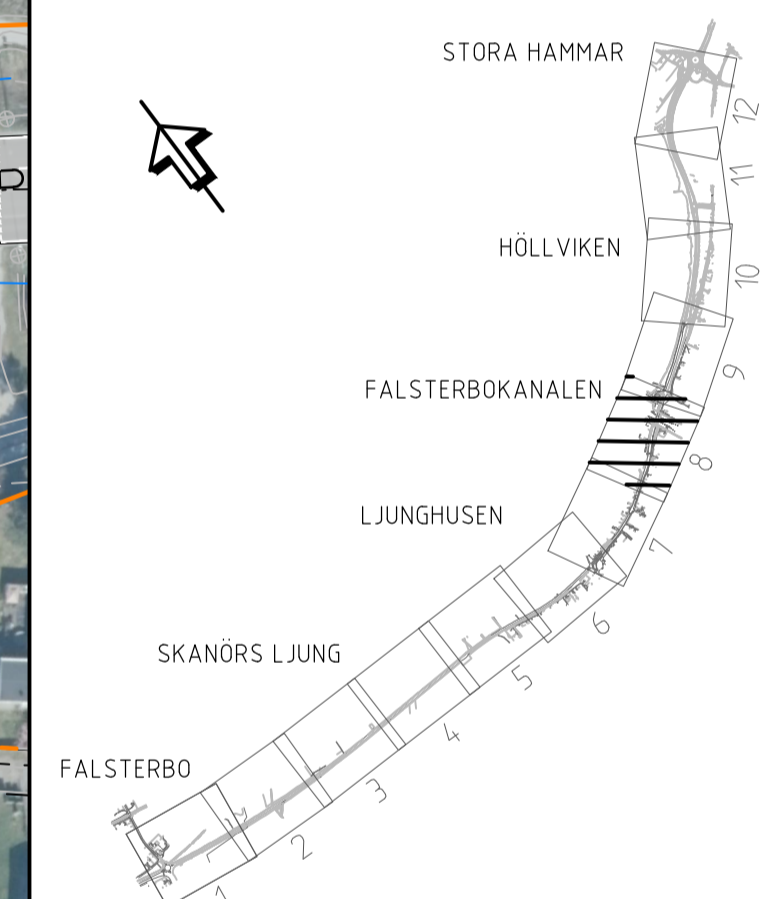 STORA HAMMAR
12
11
HÖLLVIKEN
10
9
FALSTERBOKANALEN
8
LJUNGHUSEN
7
6
SKANÖRS LJUNG
5
4
FALSTERBO
3
2
1